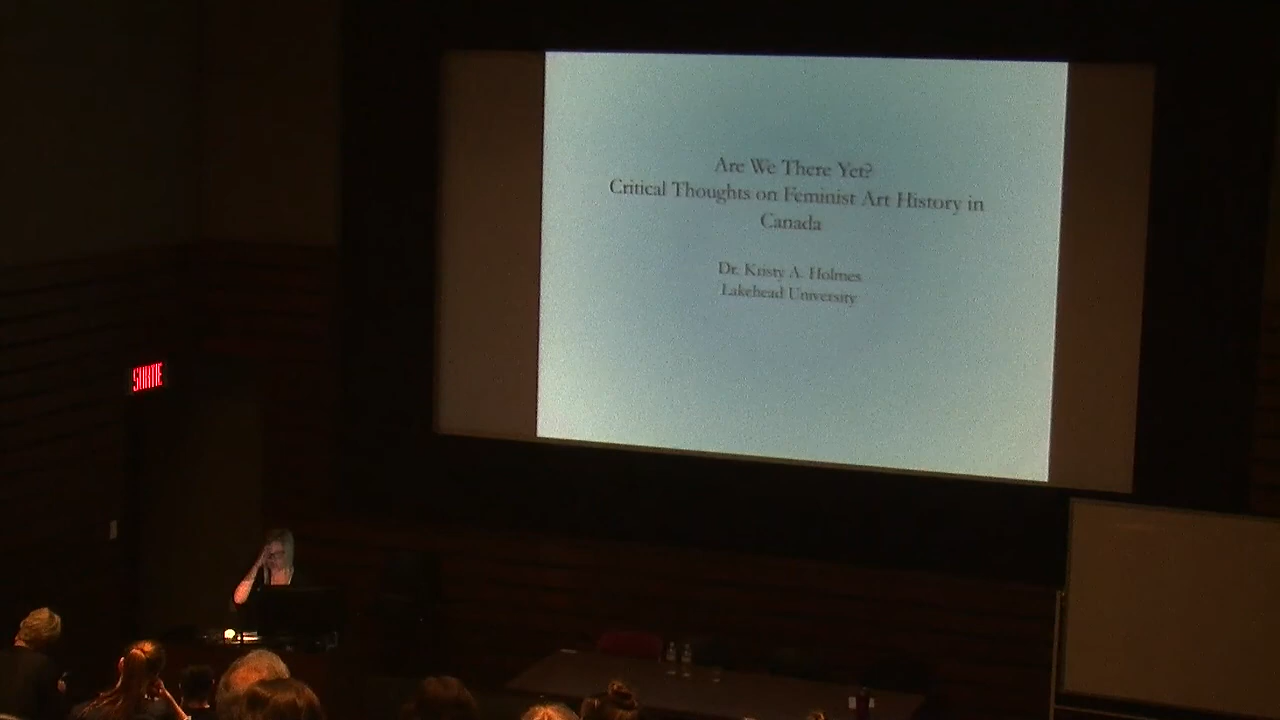 Are We There Yet?
Critical Thoughts on Feminist Art History in
Canada
Dr. Kristy A. Holmes
Lakehead University
SORTIE